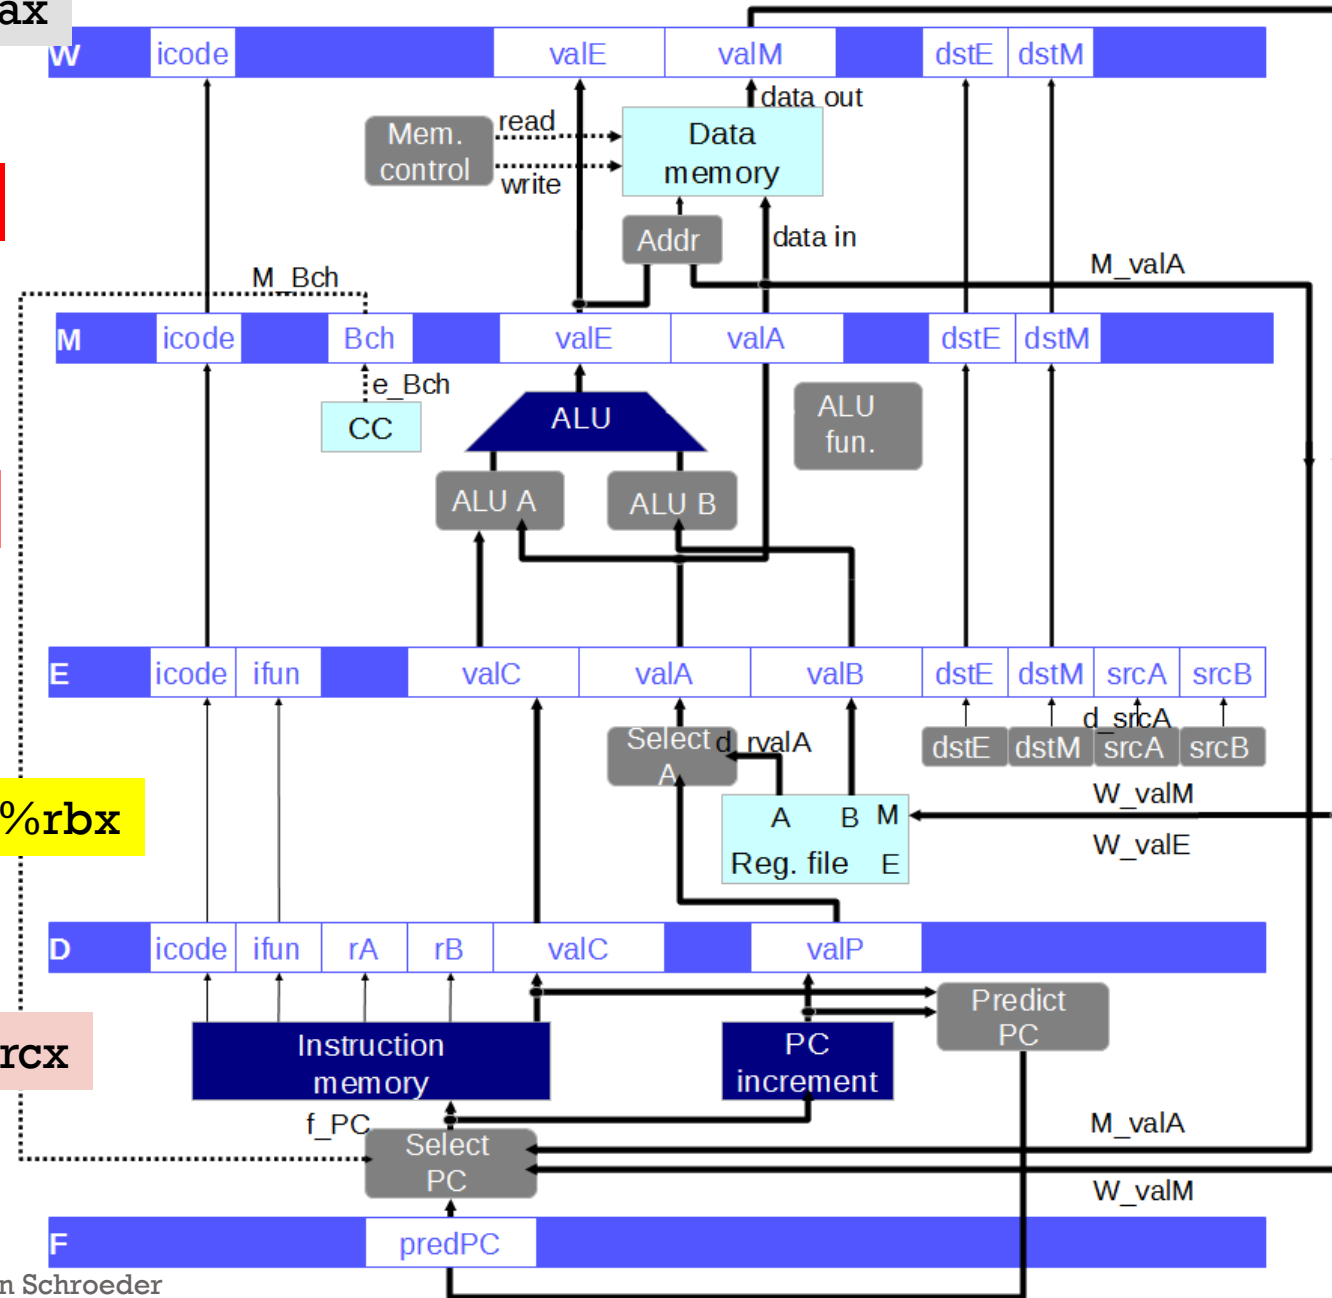 ax
W icode valE valM dstE dstM
data out
read
Mem.
control
Data
memory
write
Addr
data in
M_Bch
M_valA
M icode Bch valE valA dstE dstM
e_Bch
CC
ALU
ALU
fun.
ALU A
ALU B
E icode ifun valC valA valB dstE dstM srcA srcB
d_srcA
Select
A
d_rvalA
dstE dstM srcA srcB
W_valM
%rbx
A B M
W_valE
Reg. file E
D icode ifun rA rB valC valP
Predict
PC
rcx
Instruction
memory
PC
increment
f_PC
M_valA
Select
PC
W_valM
F predPC
n Schroeder